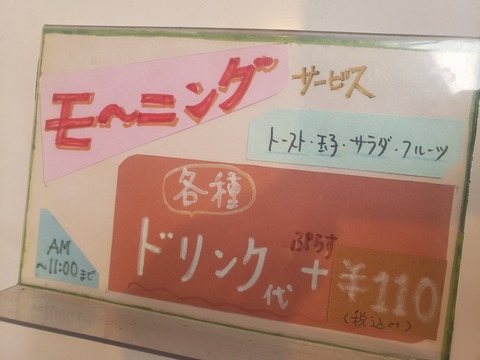 モーニング サービス
トースト・玉子・サラダ・フルーツ
各種
ドリンク代 ぷらす + ¥110
(税込み)
AM
~11:00まで